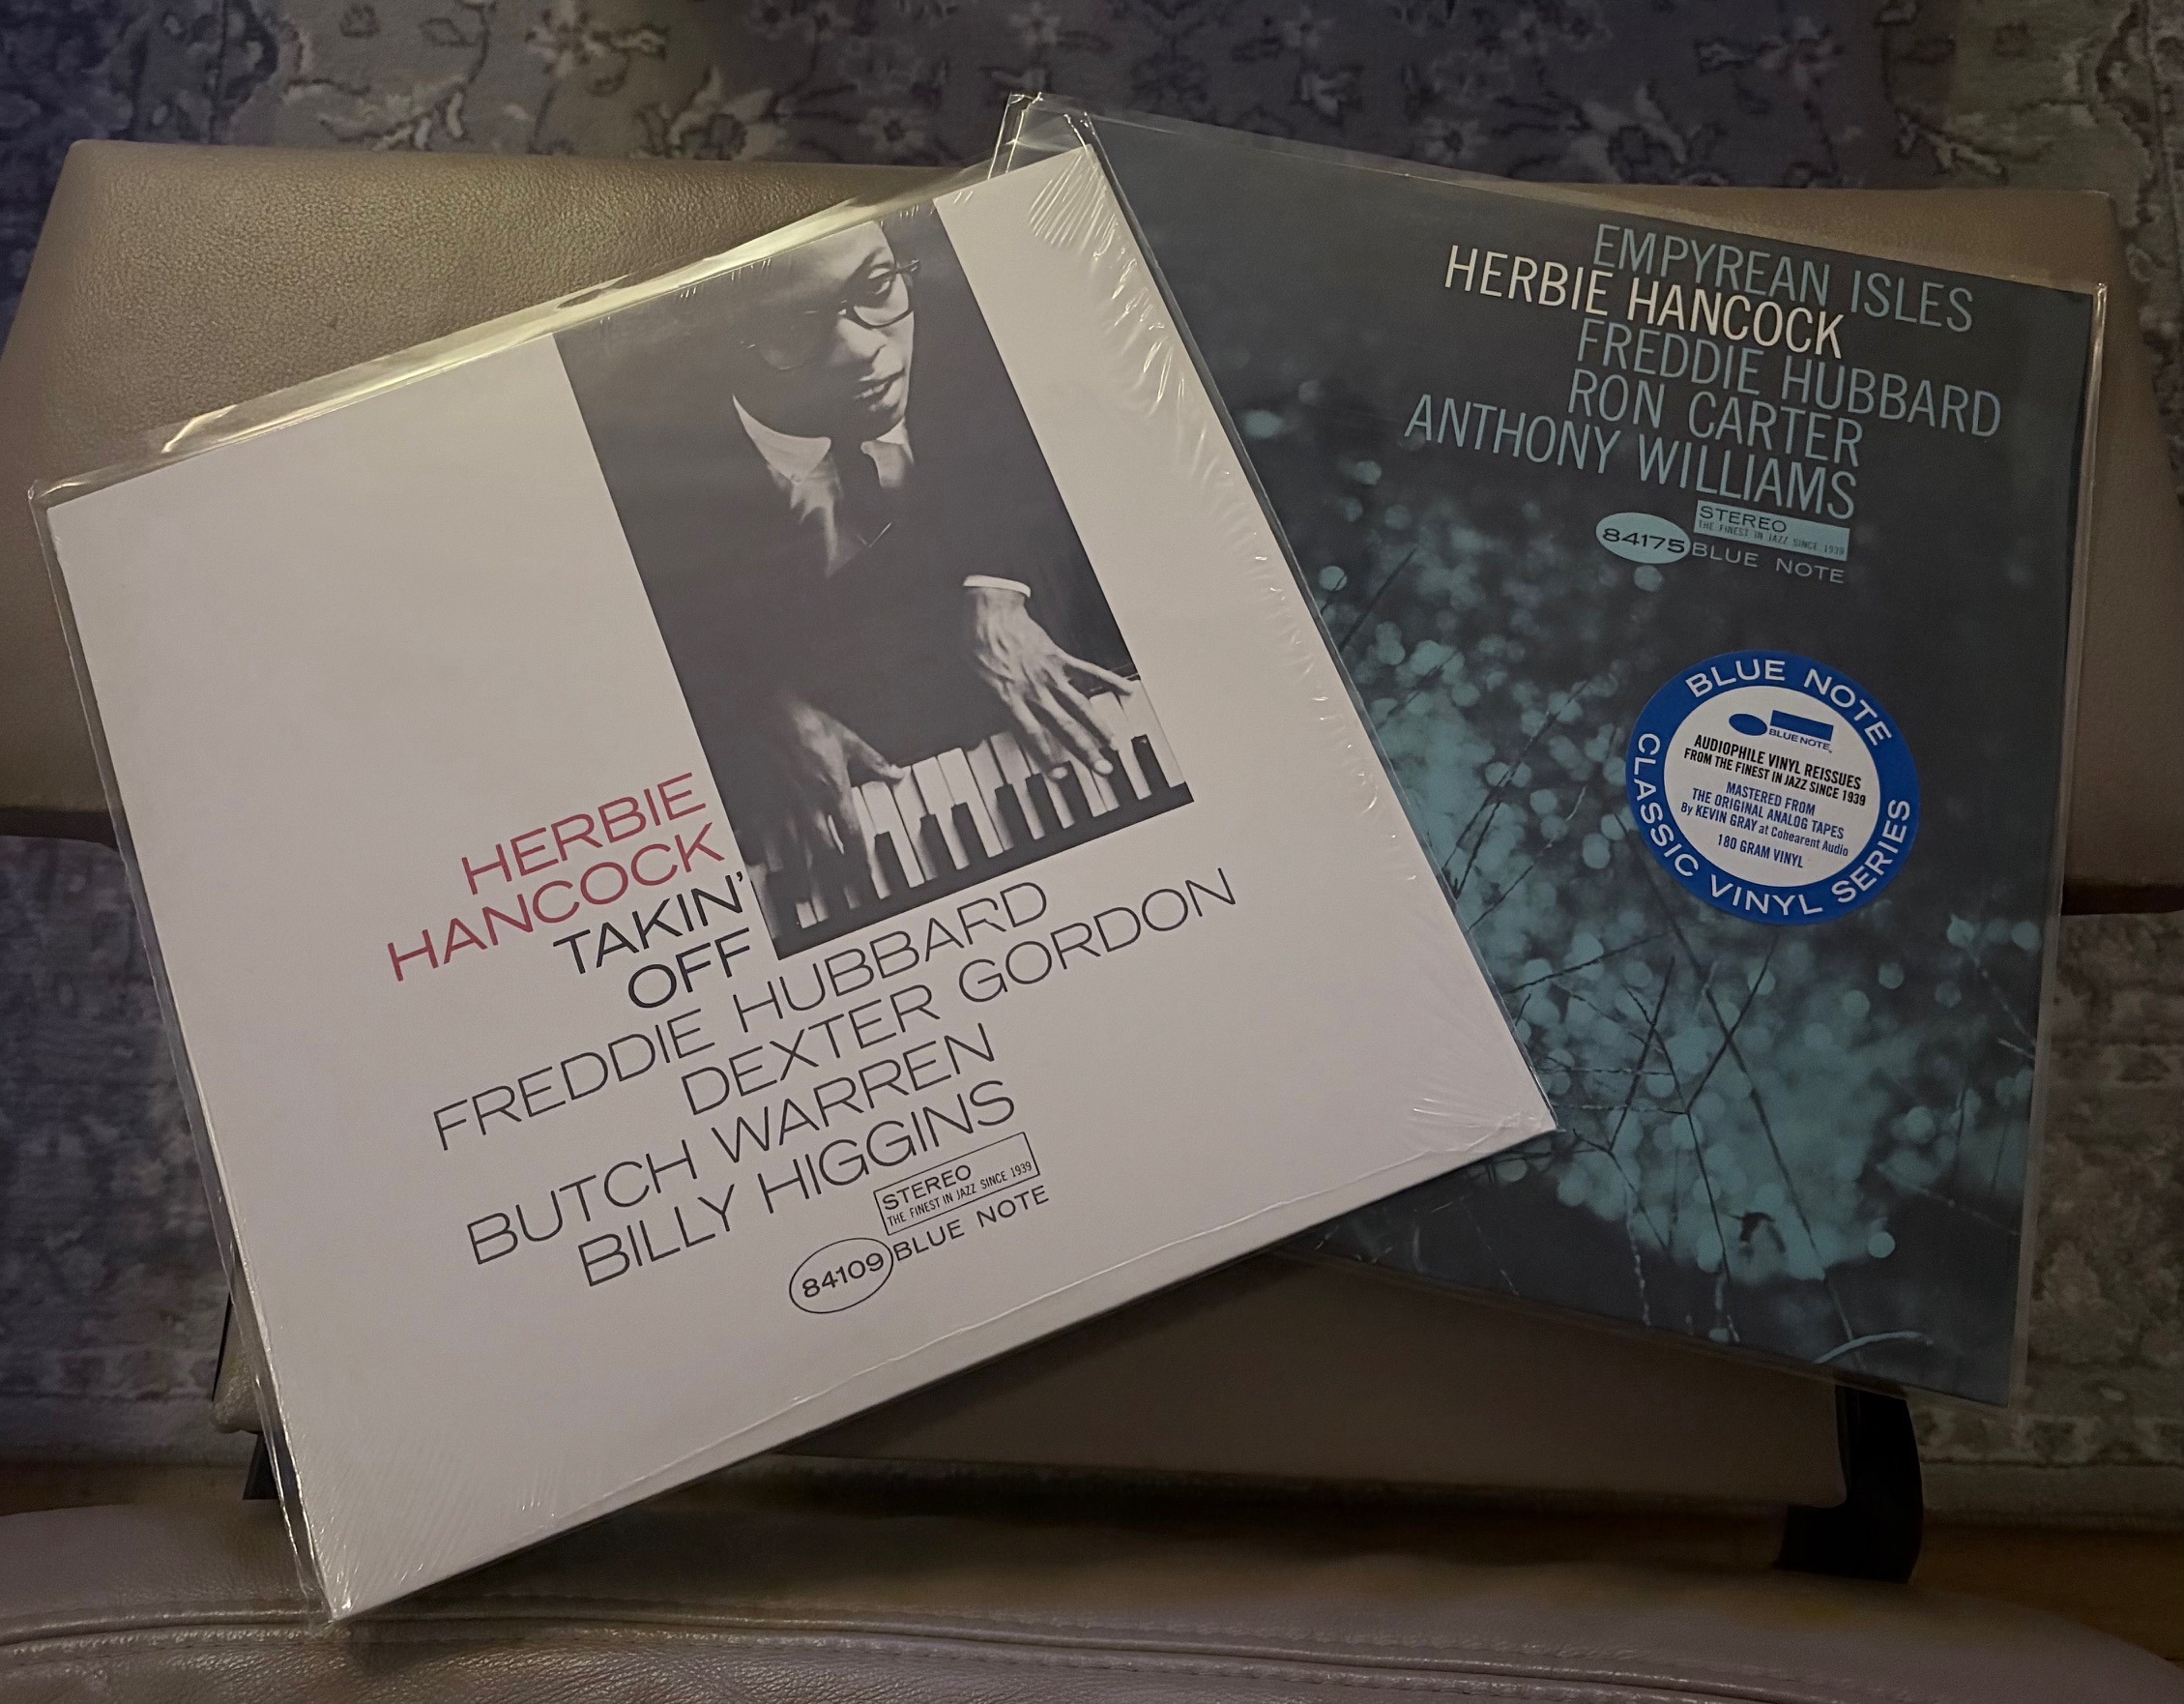 HERBIE
HANCOCK
TAKIN'
OFF
FREDDIE HUBBARD
DEXTER GORDON
BUTCH WARREN
BILLY HIGGINS
STEREO
THE FINEST IN JAZZ SINCE 1939
84109 BLUE NOTE
EMPYREAN ISLES
HERBIE HANCOCK
FREDDIE HUBBARD
RON CARTER
ANTHONY WILLIAMS
STEREO
THE FINEST IN JAZZ SINCE 1939
84175 BLUE NOTE
BLUE NOTE
BLUE NOTE
AUDIOPHILE VINYL REISSUES
FROM THE FINEST IN JAZZ SINCE 1939
MASTERED FROM
THE ORIGINAL ANALOG TAPES
By KEVIN GRAY at Cohearent Audio
180 GRAM VINYL
CLASSIC VINYL SERIES